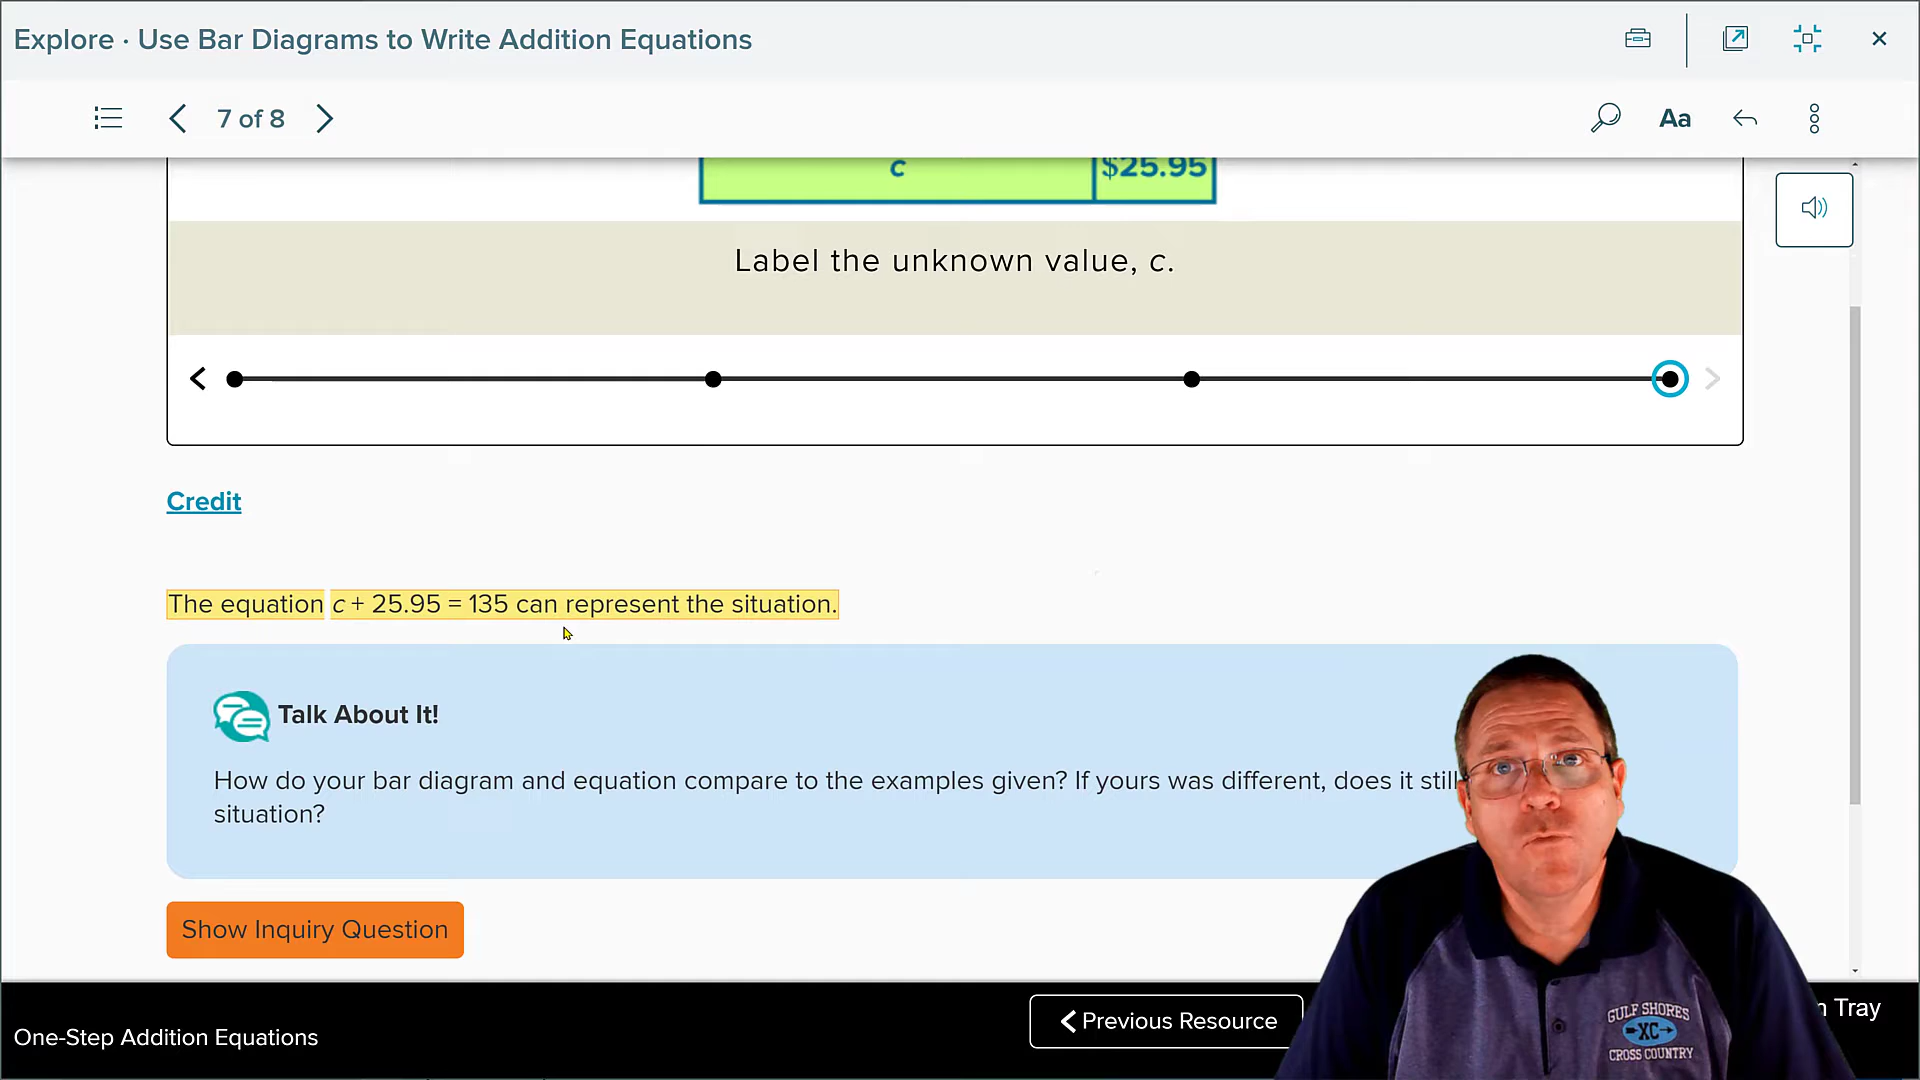 Explore · Use Bar Diagrams to Write Addition Equations
7 of 8
Aa
c
$25.95
Label the unknown value, c.
Credit
The equation c + 25.95 = 135 can represent the situation.
Talk About It!
How do your bar diagram and equation compare to the examples given? If yours was different, does it still
situation?
Show Inquiry Question
One-Step Addition Equations
Previous Resource
Tray
GULF SHORES
XC
CROSS COUNTRY